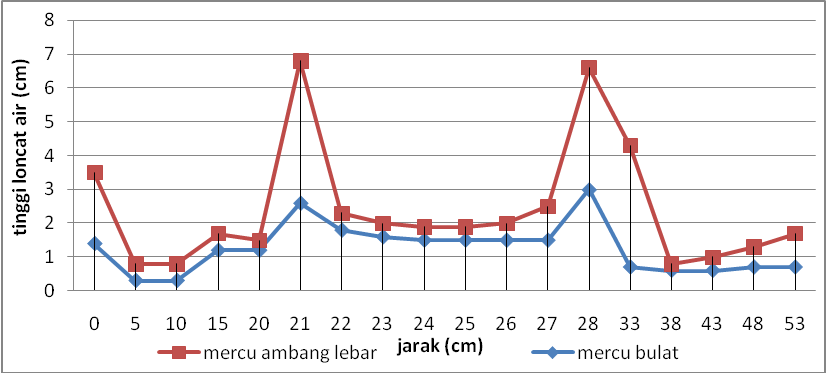 8
7
6
5
4
3
2
1
0
tinggi loncat air (cm)
0 5 10 15 20 21 22 23 24 25 26 27 28 33 38 43 48 53
jarak (cm)
mercu ambang lebar
mercu bulat